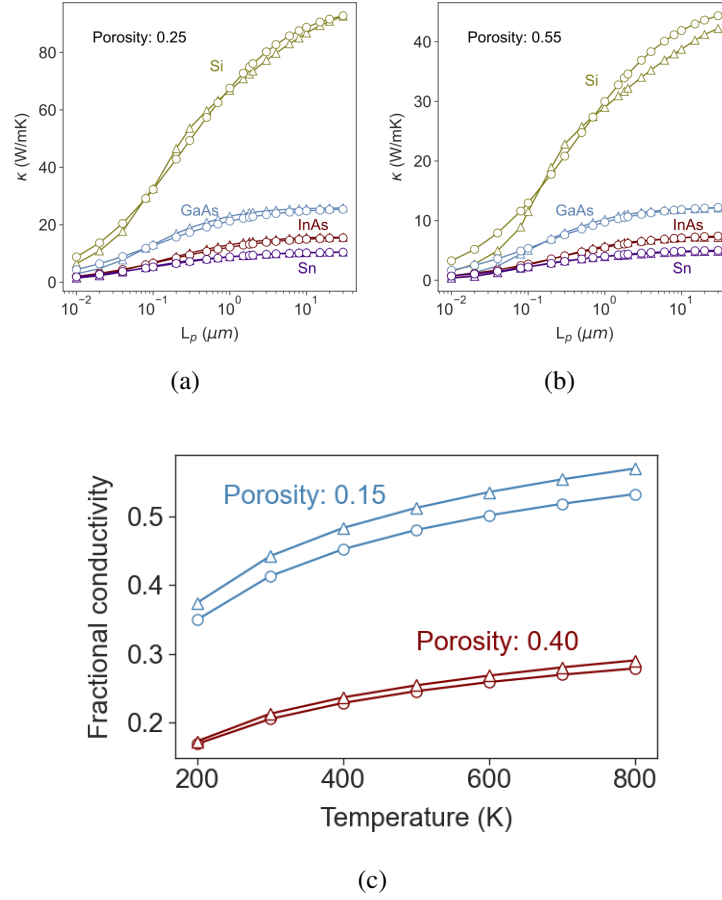 Porosity: 0.25
Si
GaAs
InAs
Sn
κ (W/mK)
80
60
40
20
0
10⁻² 10⁻¹ 10⁰ 10¹
Lₚ (μm)
(a)
Porosity: 0.55
Si
GaAs
InAs
Sn
κ (W/mK)
40
30
20
10
0
10⁻² 10⁻¹ 10⁰ 10¹
Lₚ (μm)
(b)
Porosity: 0.15
Porosity: 0.40
Fractional conductivity
0.5
0.4
0.3
0.2
200 400 600 800
Temperature (K)
(c)